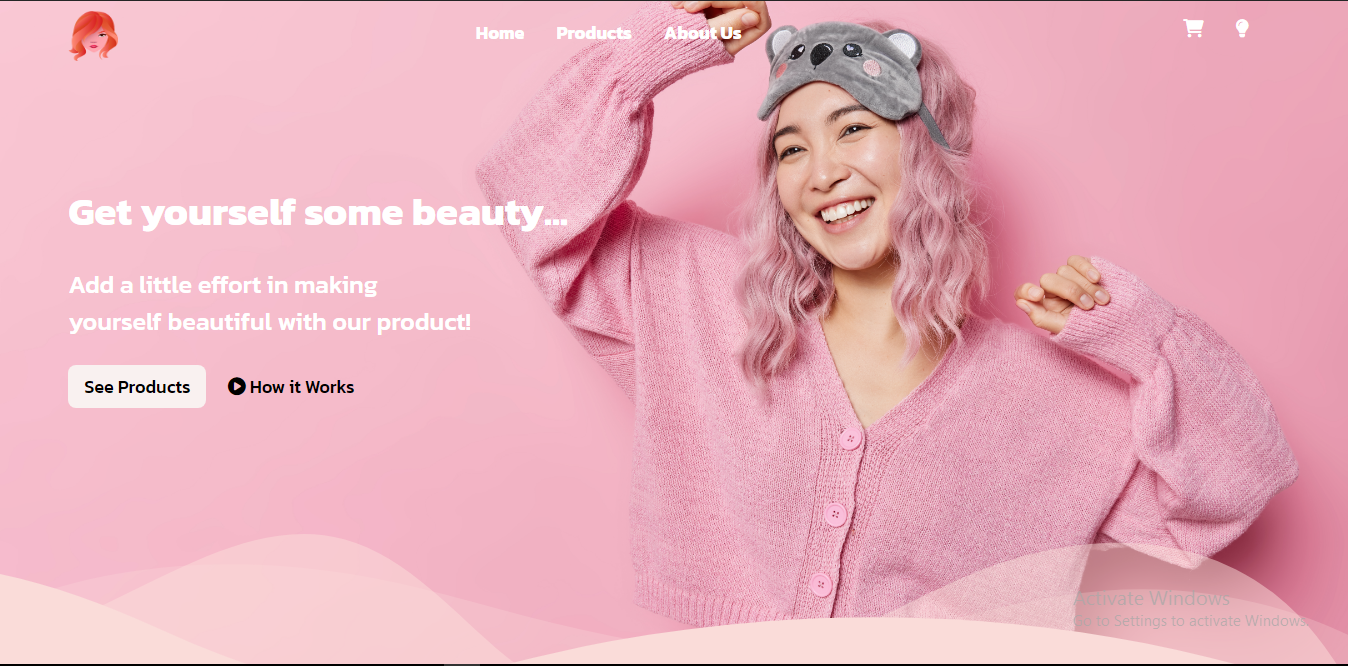 Home Products About Us
Get yourself some beauty...
Add a little effort in making
yourself beautiful with our product!
See Products How it Works
Activate Windows
Go to Settings to activate Windows.